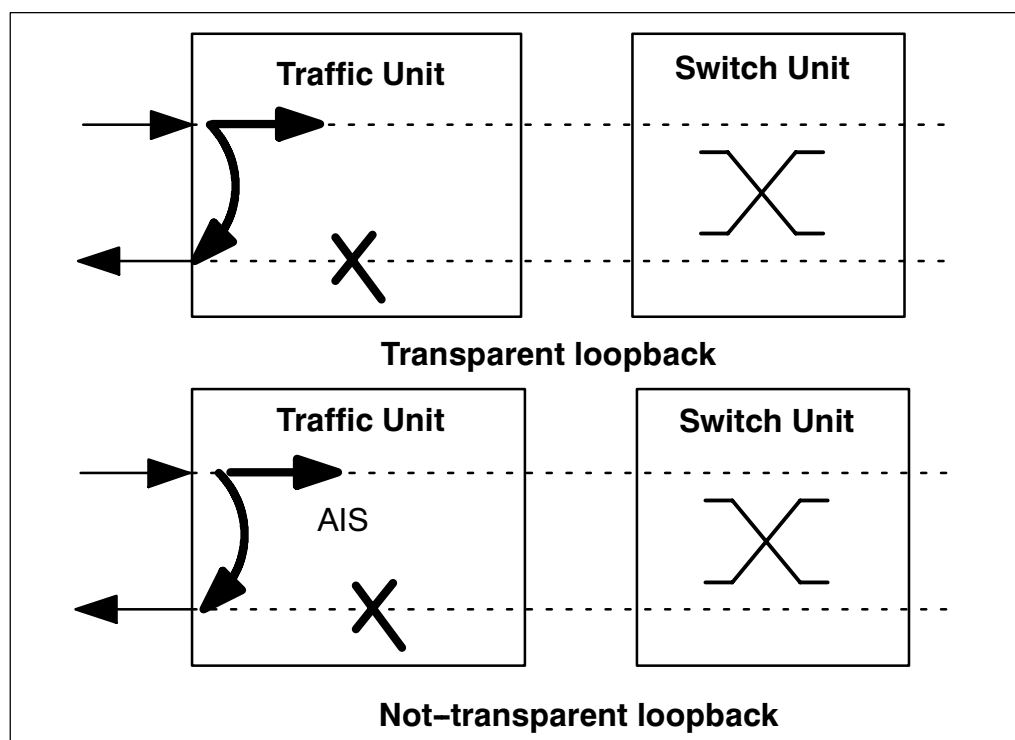 Traffic Unit
Switch Unit
Transparent loopback
Traffic Unit
Switch Unit
AIS
Not–transparent loopback